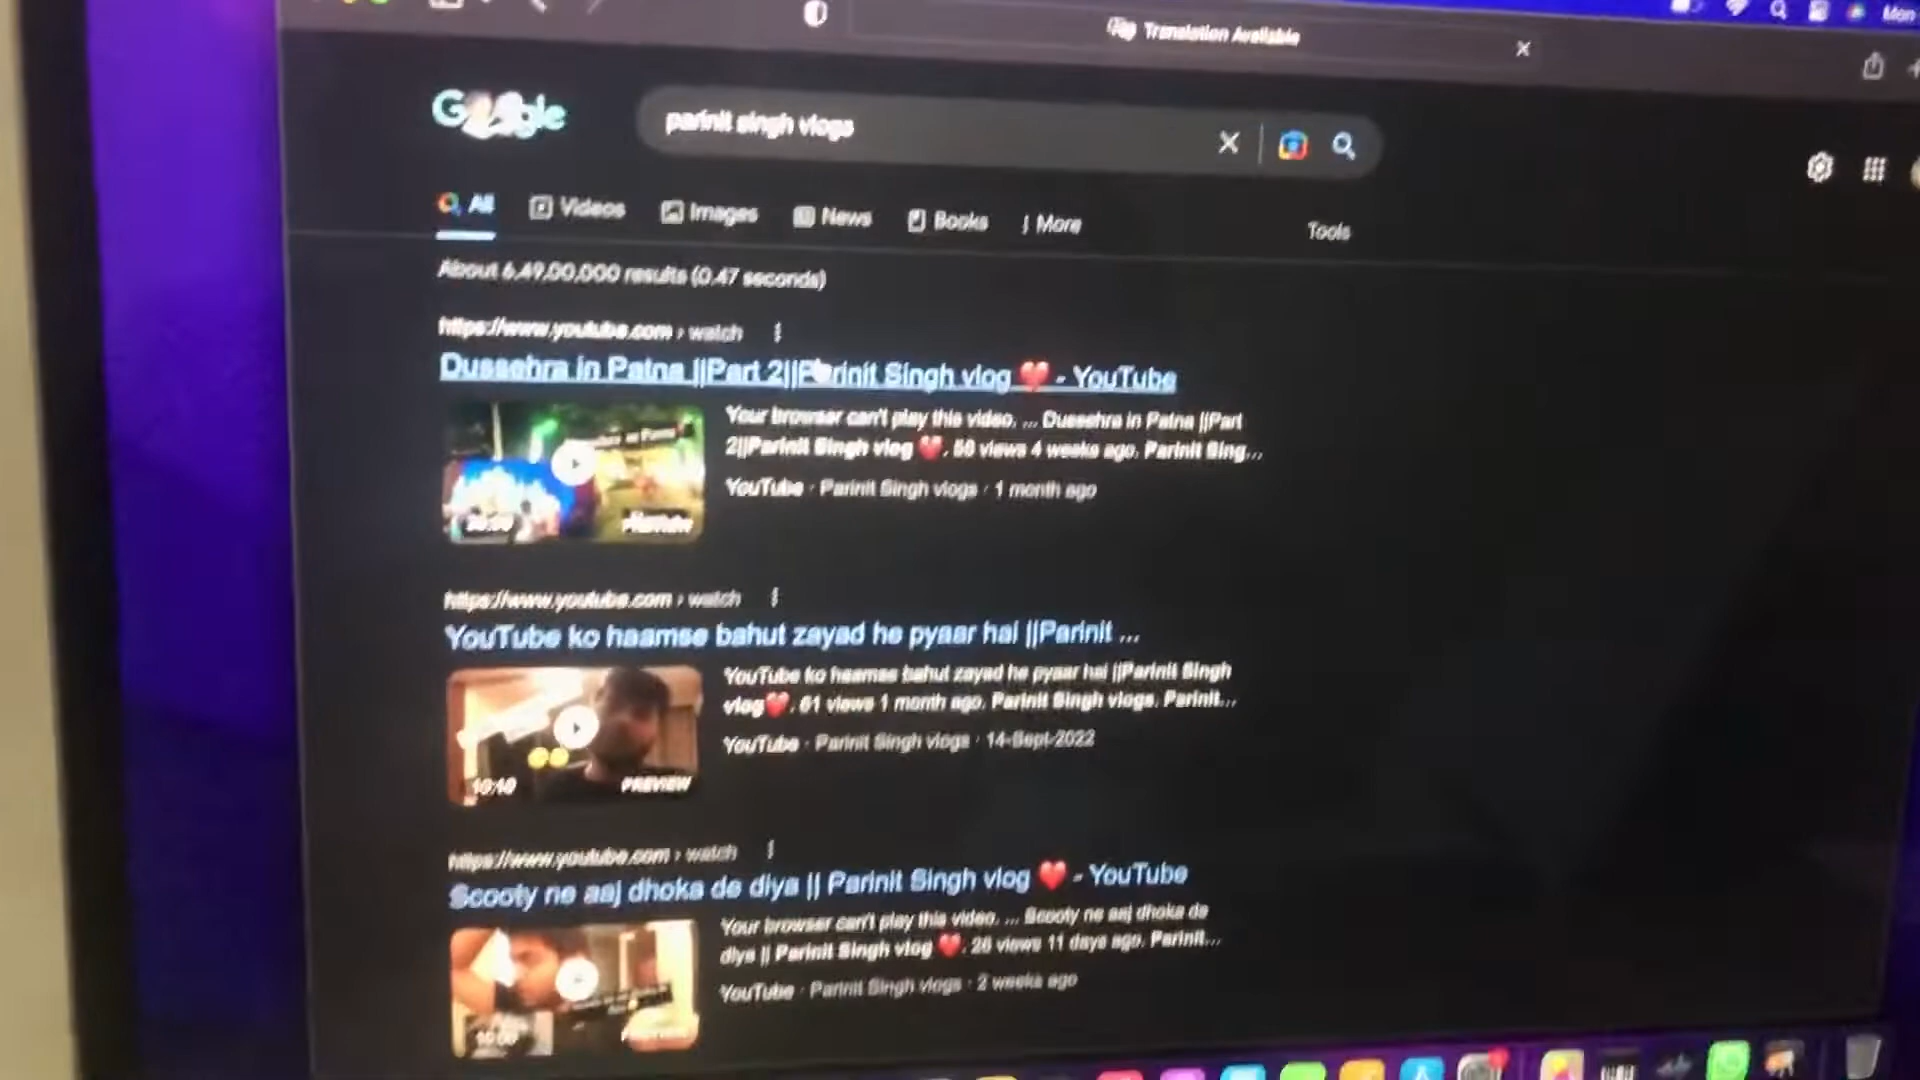 Mon
Translation Available
Google
parinit singh vlogs
All
Videos
Images
News
Books
More
Tools
About 6,49,00,000 results (0.47 seconds)
https://www.youtube.com › watch
Dussehra in Patna ||Part 2||Parinit Singh vlog ❤️ - YouTube
Your browser can't play this video. ... Dussehra in Patna ||Part
2||Parinit Singh vlog ❤️. 50 views 4 weeks ago. Parinit Sing...
YouTube · Parinit Singh vlogs · 1 month ago
PREVIEW
https://www.youtube.com › watch
YouTube ko haamse bahut zayad he pyaar hai ||Parinit ...
YouTube ko haamse bahut zayad he pyaar hai ||Parinit Singh
vlog❤️. 61 views 1 month ago. Parinit Singh vlogs. Parinit...
YouTube · Parinit Singh vlogs · 14-Sept-2022
10:10
PREVIEW
https://www.youtube.com › watch
Scooty ne aaj dhoka de diya || Parinit Singh vlog ❤️ - YouTube
Your browser can't play this video. ... Scooty ne aaj dhoka de
diya || Parinit Singh vlog ❤️. 26 views 11 days ago. Parinit...
YouTube · Parinit Singh vlogs · 2 weeks ago